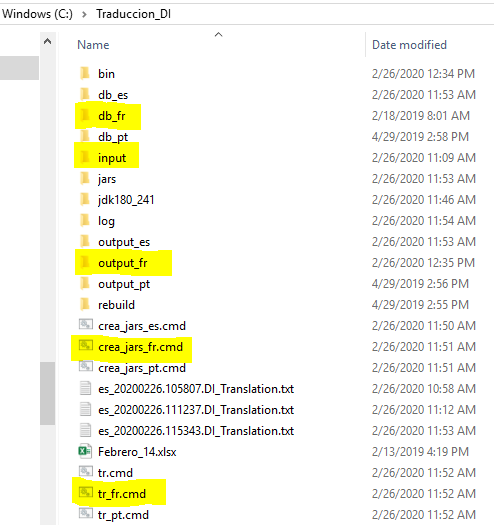 Windows (C:) > Traduccion_DI
Name Date modified
bin 2/26/2020 12:34 PM
db_es 2/26/2020 11:53 AM
db_fr 2/18/2019 8:01 AM
db_pt 4/29/2019 2:58 PM
input 2/26/2020 11:09 AM
jars 2/26/2020 11:53 AM
jdk180_241 2/26/2020 11:46 AM
log 2/26/2020 11:54 AM
output_es 2/26/2020 11:53 AM
output_fr 2/26/2020 12:35 PM
output_pt 4/29/2019 2:56 PM
rebuild 4/29/2019 2:55 PM
crea_jars_es.cmd 2/26/2020 11:50 AM
crea_jars_fr.cmd 2/26/2020 11:51 AM
crea_jars_pt.cmd 2/26/2020 11:51 AM
es_20200226.105807.DI_Translation.txt 2/26/2020 10:58 AM
es_20200226.111237.DI_Translation.txt 2/26/2020 11:12 AM
es_20200226.115343.DI_Translation.txt 2/26/2020 11:53 AM
Febrero_14.xlsx 2/13/2019 4:19 PM
tr.cmd 2/26/2020 11:52 AM
tr_fr.cmd 2/26/2020 11:52 AM
tr_pt.cmd 2/26/2020 11:52 AM